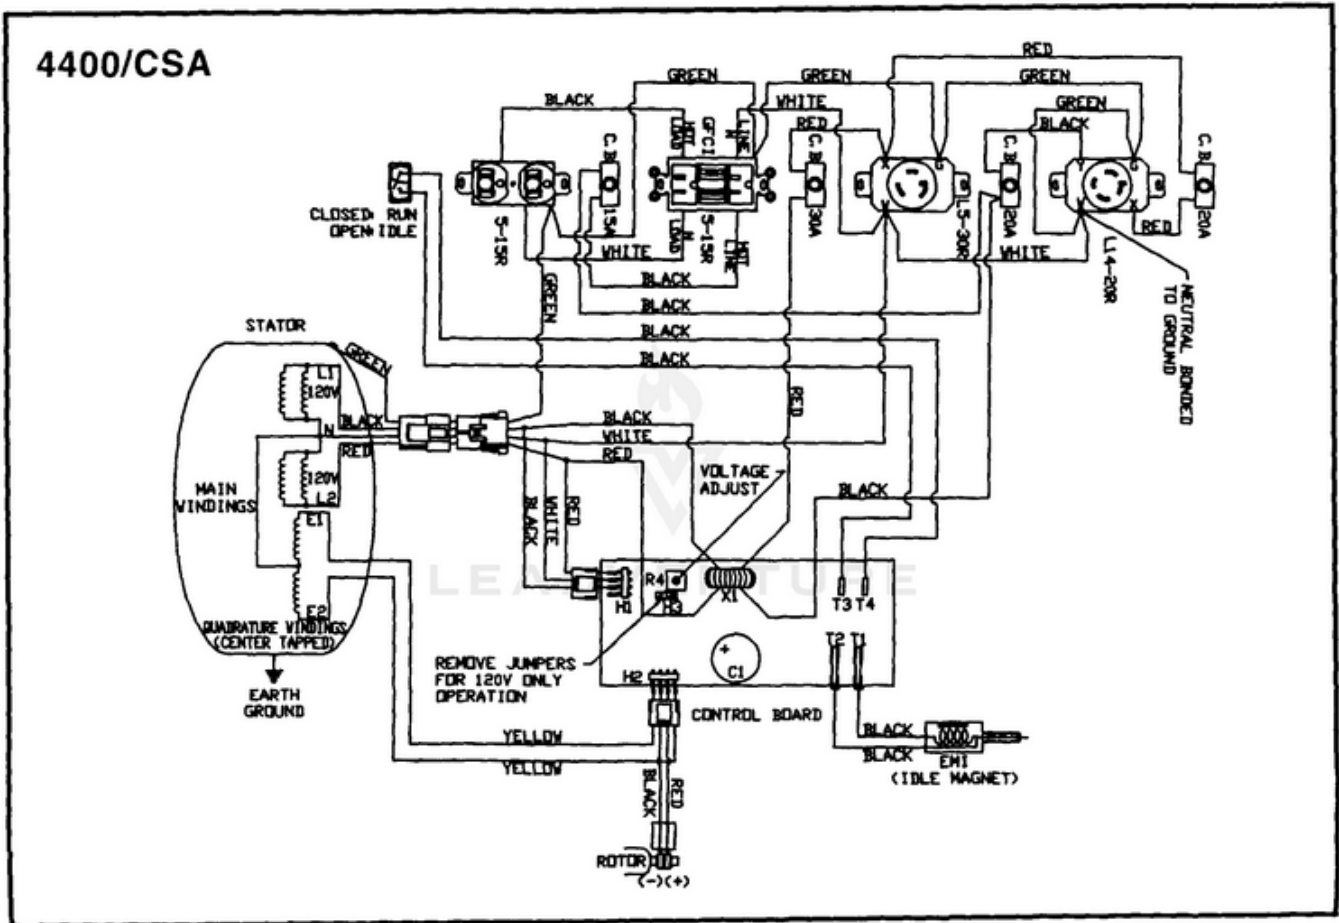 4400/CSA
RED
GREEN
GREEN
GREEN
BLACK
WHITE
GREEN
BLACK
RED
LOAD
HOT
GFCI
LINE
N
C.B.
C.B.
C.B.
C.B.
CLOSED: RUN
OPEN: IDLE
5-15R
15A
LOAD
N
5-15R
LINE
HOT
30A
L5-30R
20A
L14-20R
RED
20A
WHITE
WHITE
BLACK
BLACK
NEUTRAL BONDED
TO GROUND
GREEN
STATOR
BLACK
GREEN
BLACK
L1
120V
BLACK
N
RED
120V
L2
MAIN
WINDINGS
E1
E2
QUADRATURE WINDINGS
(CENTER TAPPED)
EARTH
GROUND
BLACK
WHITE
RED
RED
VOLTAGE
ADJUST
BLACK
BLACK
WHITE
RED
LEA
TURE
R4
H3
H1
X1
T3 T4
T2 T1
C1
+
REMOVE JUMPERS
FOR 120V ONLY
OPERATION
H2
CONTROL BOARD
YELLOW
YELLOW
BLACK
RED
BLACK
BLACK
EM1
(IDLE MAGNET)
ROTOR
(-)(+)